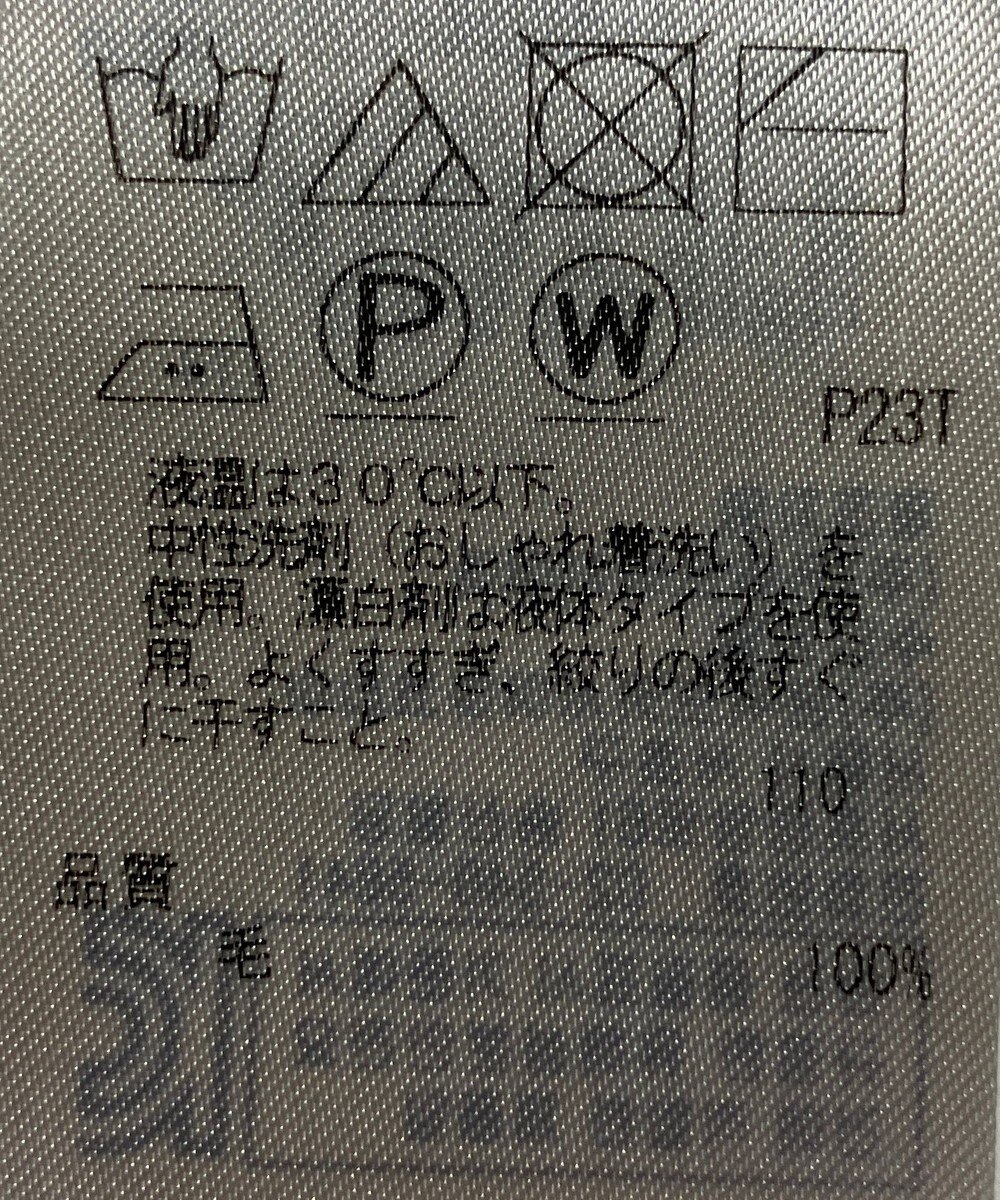 P
W
P23T
液温は30℃以下。
中性洗剤（おしゃれ着洗い）を
使用。漂白剤は液体タイプを使
用。よくすすぎ、絞りの後すぐ
に干すこと。
110
品質
毛 100%